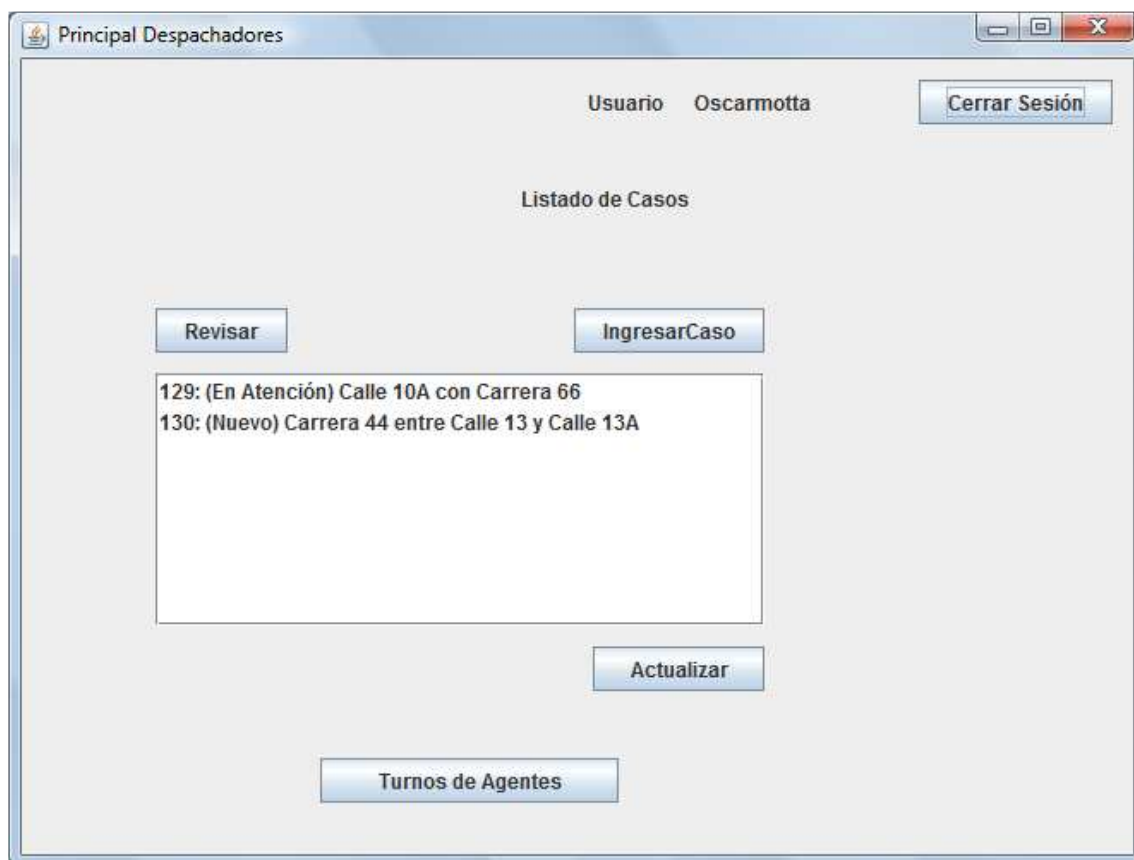 Principal Despachadores
Usuario Oscarmotta Cerrar Sesión
Listado de Casos
Revisar IngresarCaso
129: (En Atención) Calle 10A con Carrera 66
130: (Nuevo) Carrera 44 entre Calle 13 y Calle 13A
Actualizar
Turnos de Agentes